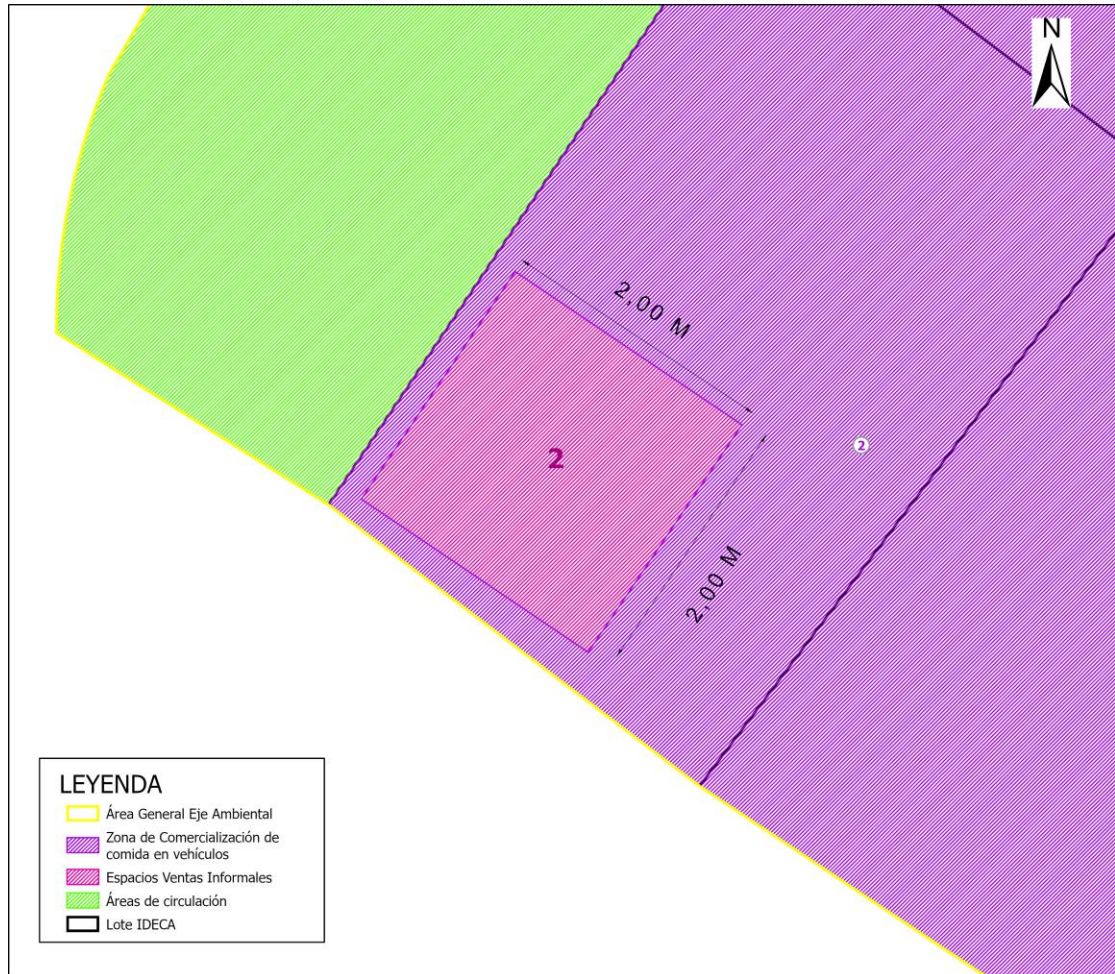 N
2,00 M
2
2
2,00 M
LEYENDA
Área General Eje Ambiental
Zona de Comercialización de
comida en vehículos
Espacios Ventas Informales
Áreas de circulación
Lote IDECA